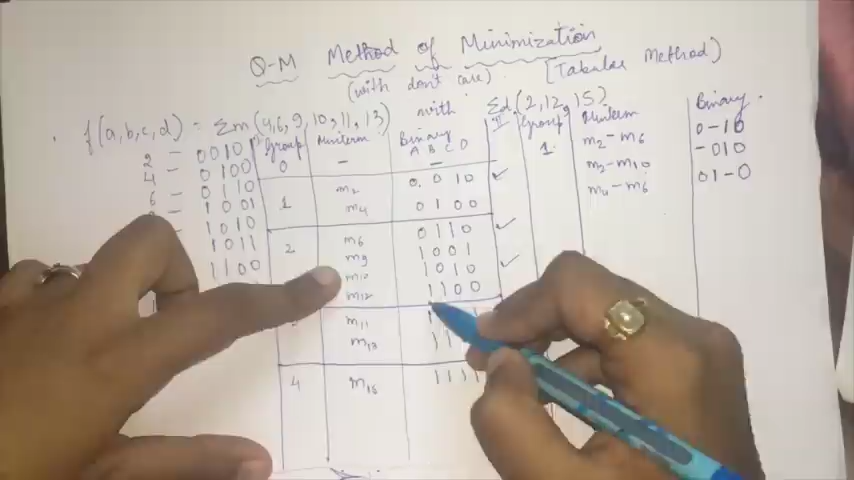 Q-M Method of Minimization
(with don't care) [Tabular Method]
f(a,b,c,d) = Σm(4,6,9,10,11,13) with Σd(2,12,15)
2 - 0010
4 - 0100
6 - 0110
- 1001
1010
1011
1100
Group Minterm Binary
A B C D
0 - -
1 m2 0 0 1 0 ✓
m4 0 1 0 0
2 m6 0 1 1 0 ✓
m9 1 0 0 1
m10 1 0 1 0 ✓
m12 1 1 0 0
m11
m13
4 m15 1 1 1 1
II Group Minterm Binary
1. m2-m6 0-10
m2-m10 -010
m4-m6 01-0